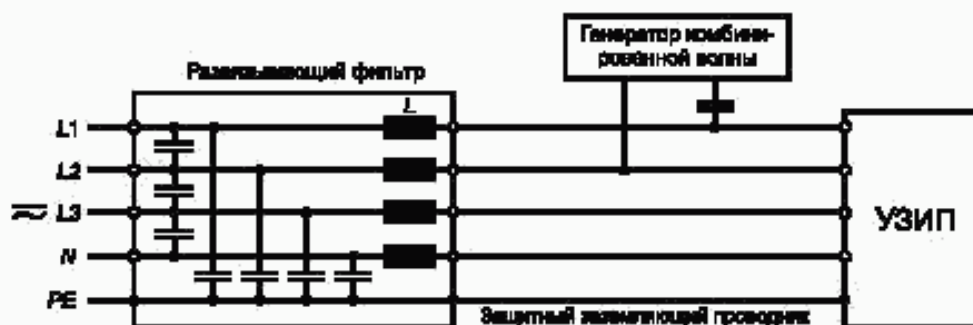 Генератор комбини-
рованной волны
Развязывающий фильтр
L
L1
L2
L3
N
PE
УЗИП
Защитный заземляющий проводник